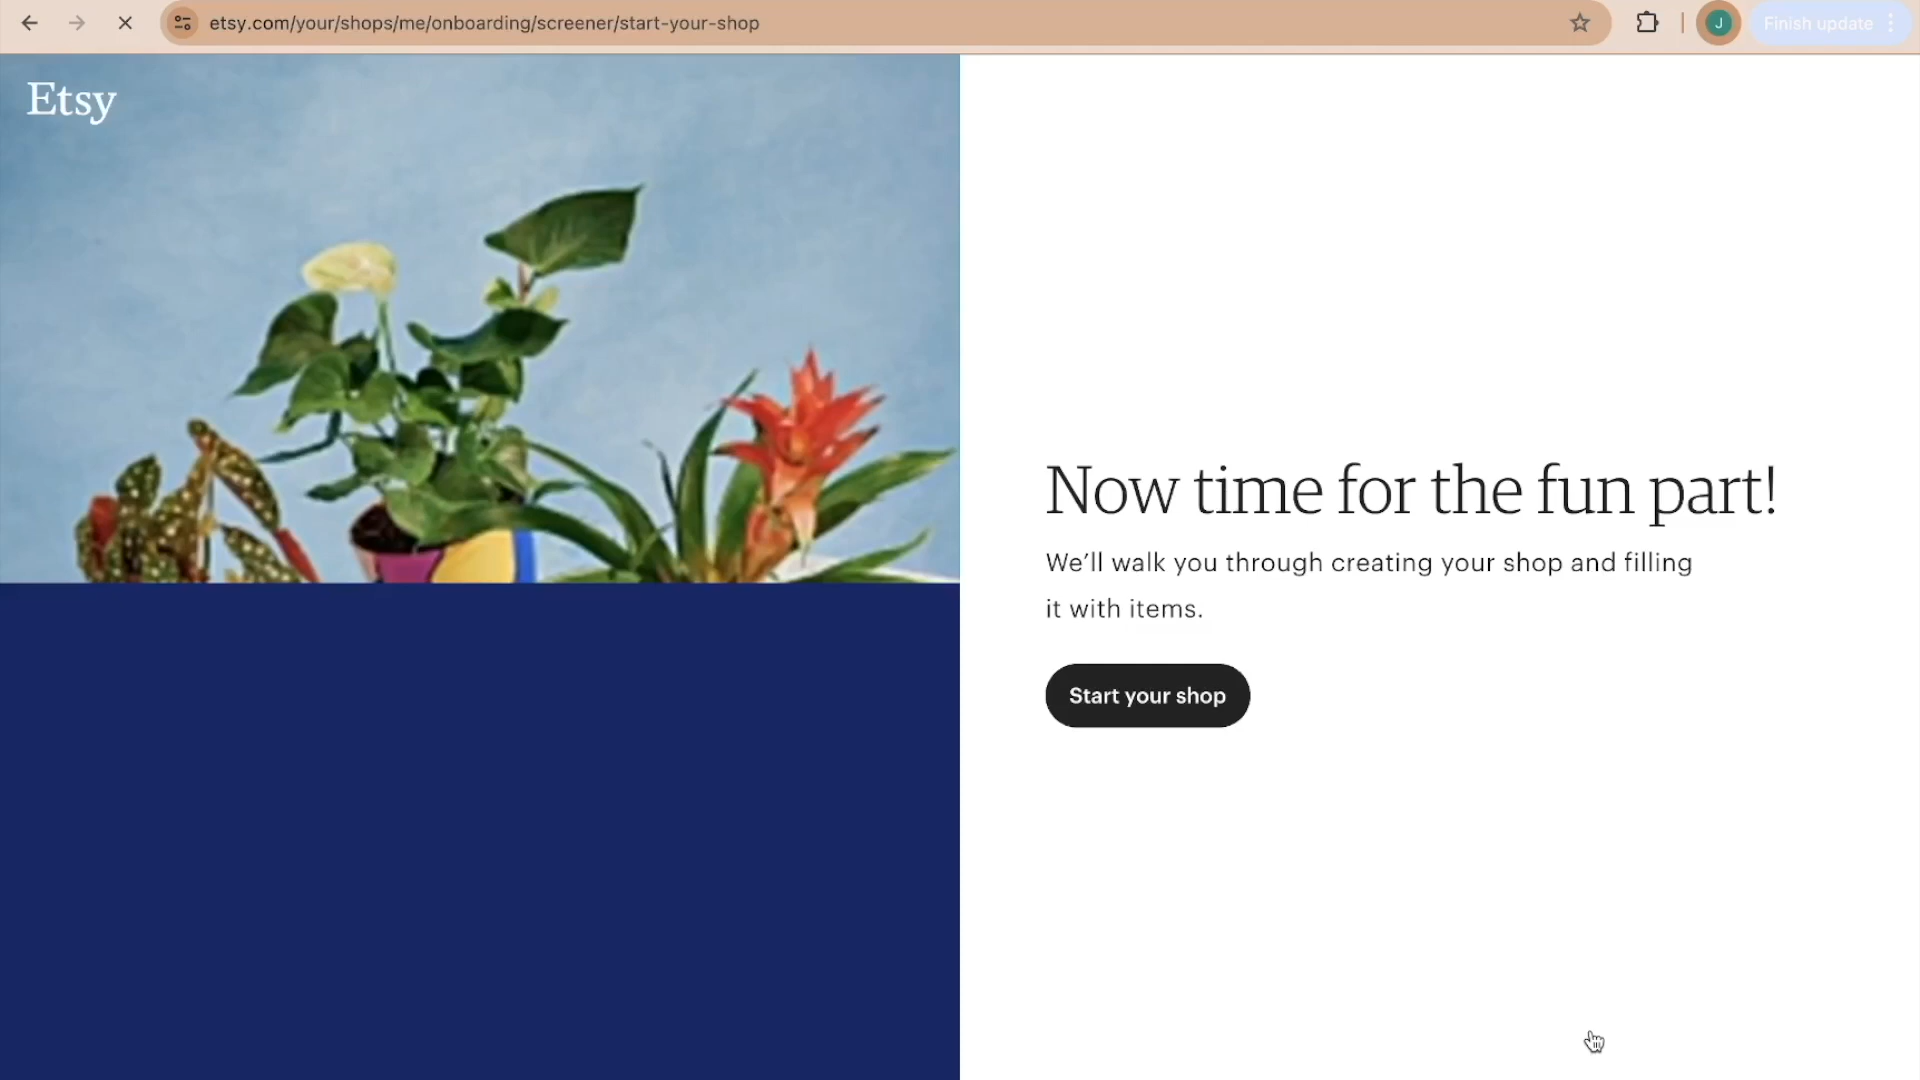 etsy.com/your/shops/me/onboarding/screener/start-your-shop
J
Finish update
Etsy
Now time for the fun part!
We’ll walk you through creating your shop and filling
it with items.
Start your shop